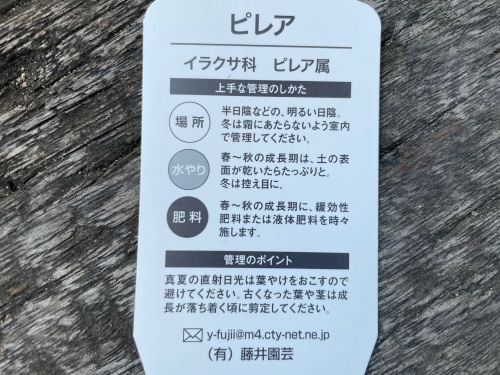 ピレア
イラクサ科 ピレア属
上手な管理のしかた
場所
半日陰などの、明るい日陰。
冬は霜にあたらないよう室内
で管理してください。
水やり
春〜秋の成長期は、土の表
面が乾いたらたっぷりと。
冬は控え目に。
肥料
春〜秋の成長期に、緩効性
肥料または液体肥料を時々
施します。
管理のポイント
真夏の直射日光は葉やけをおこすので
避けてください。古くなった葉や茎は成
長が落ち着く頃に剪定してください。
y-fujii@m4.cty-net.ne.jp
(有)藤井園芸